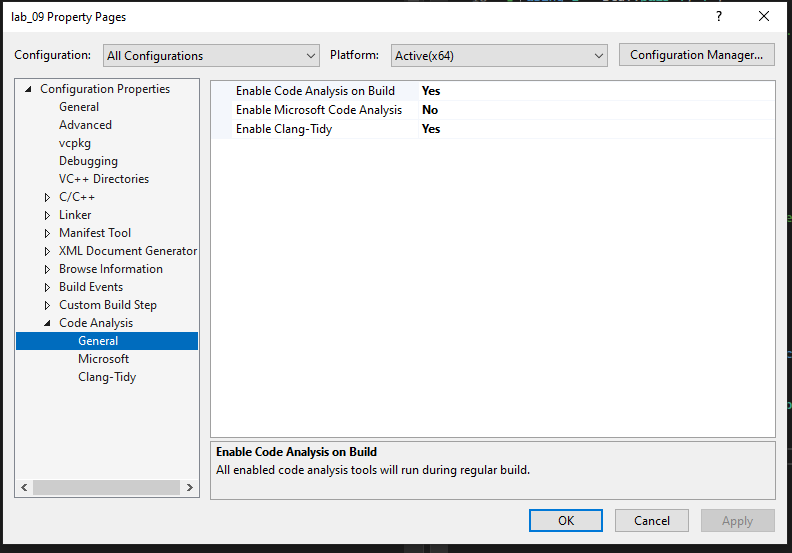 lab_09 Property Pages
?
Configuration: All Configurations Platform: Active(x64) Configuration Manager...
Configuration Properties
General
Advanced
vcpkg
Debugging
VC++ Directories
C/C++
Linker
Manifest Tool
XML Document Generator
Browse Information
Build Events
Custom Build Step
Code Analysis
General
Microsoft
Clang-Tidy
Enable Code Analysis on Build Yes
Enable Microsoft Code Analysis No
Enable Clang-Tidy Yes
Enable Code Analysis on Build
All enabled code analysis tools will run during regular build.
OK Cancel Apply